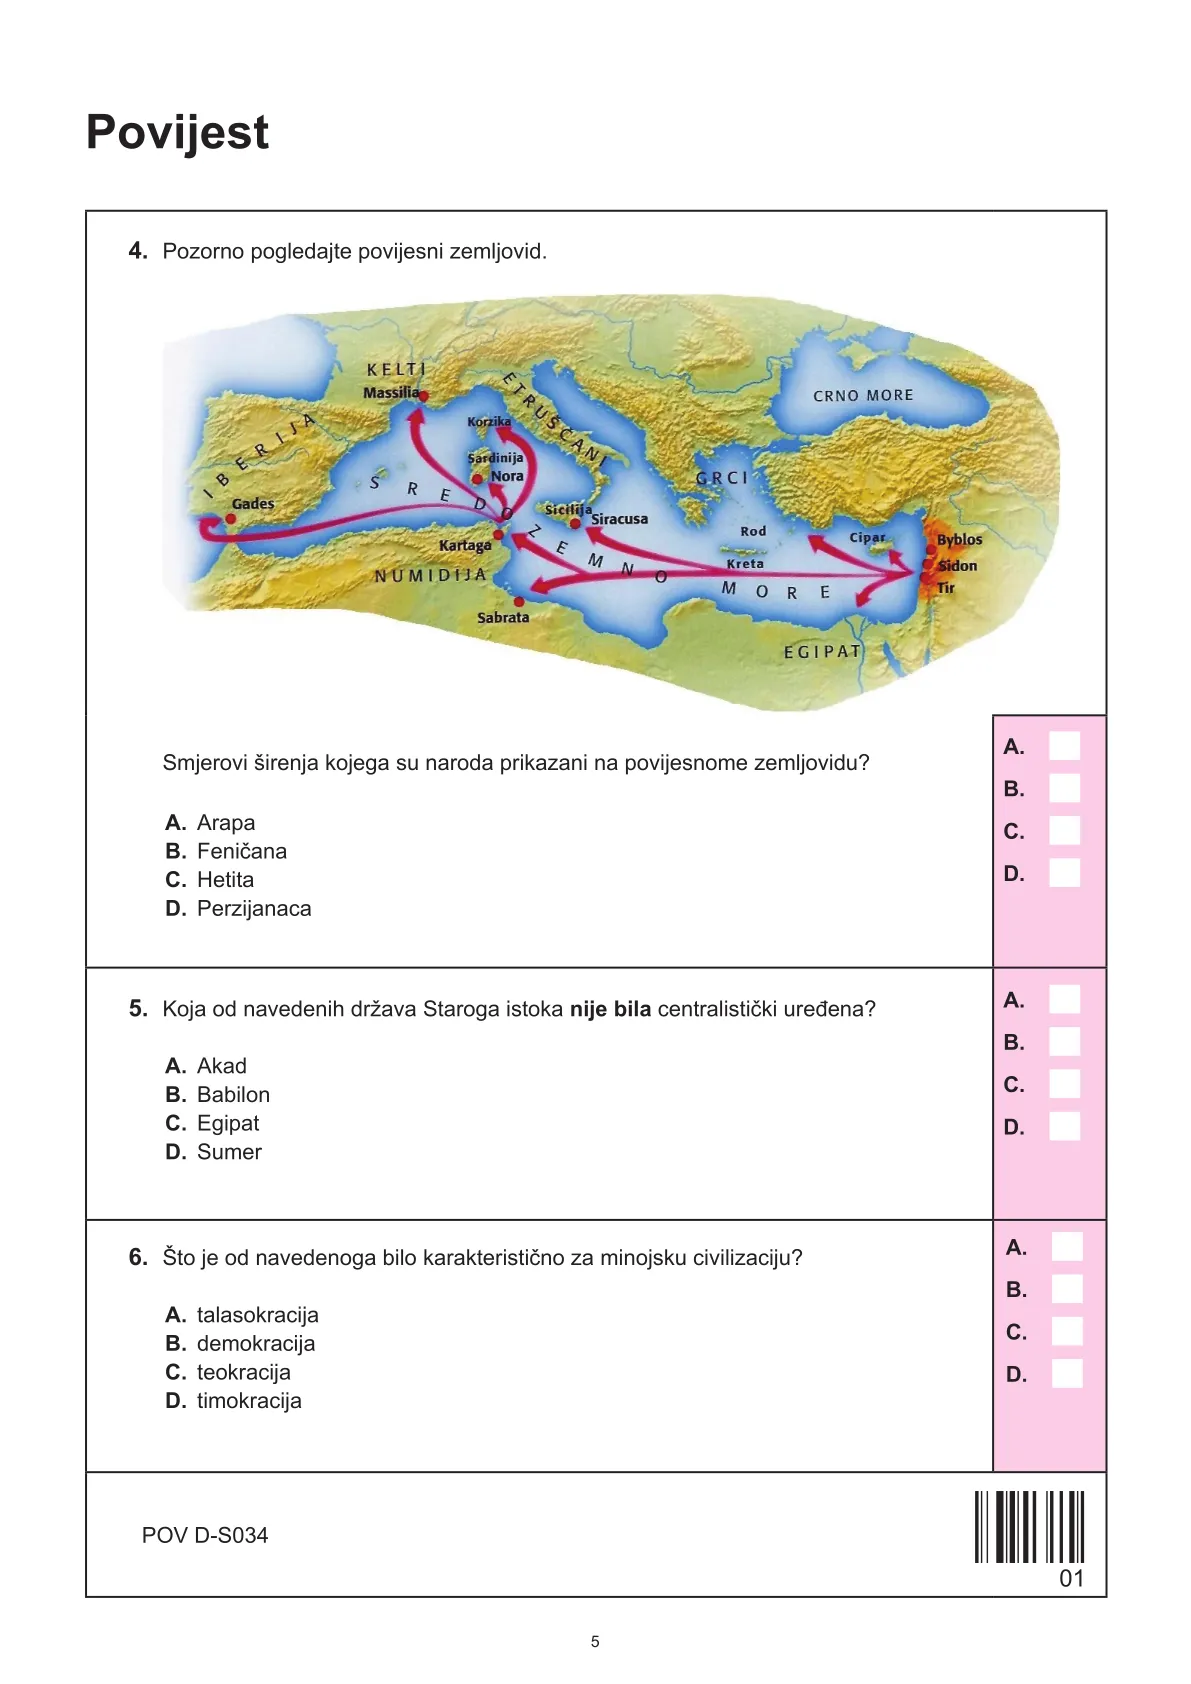 Povijest
4. Pozorno pogledajte povijesni zemljovid.
KELTI
Massilia
ETRUŠČANI
CRNO MORE
Korzika
IBERIJA
Sardinija
Nora
GRCI
SREDOZEMNO MORE
Gades
Sicilija
Siracusa
Rod
Cipar
Byblos
Kartaga
Kreta
Sidon
NUMIDIJA
Tir
Sabrata
EGIPAT
Smjerovi širenja kojega su naroda prikazani na povijesnome zemljovidu?
A. Arapa
B. Feničana
C. Hetita
D. Perzijanaca
A.
B.
C.
D.
5. Koja od navedenih država Staroga istoka nije bila centralistički uređena?
A. Akad
B. Babilon
C. Egipat
D. Sumer
A.
B.
C.
D.
6. Što je od navedenoga bilo karakteristično za minojsku civilizaciju?
A. talasokracija
B. demokracija
C. teokracija
D. timokracija
A.
B.
C.
D.
POV D-S034
01
5